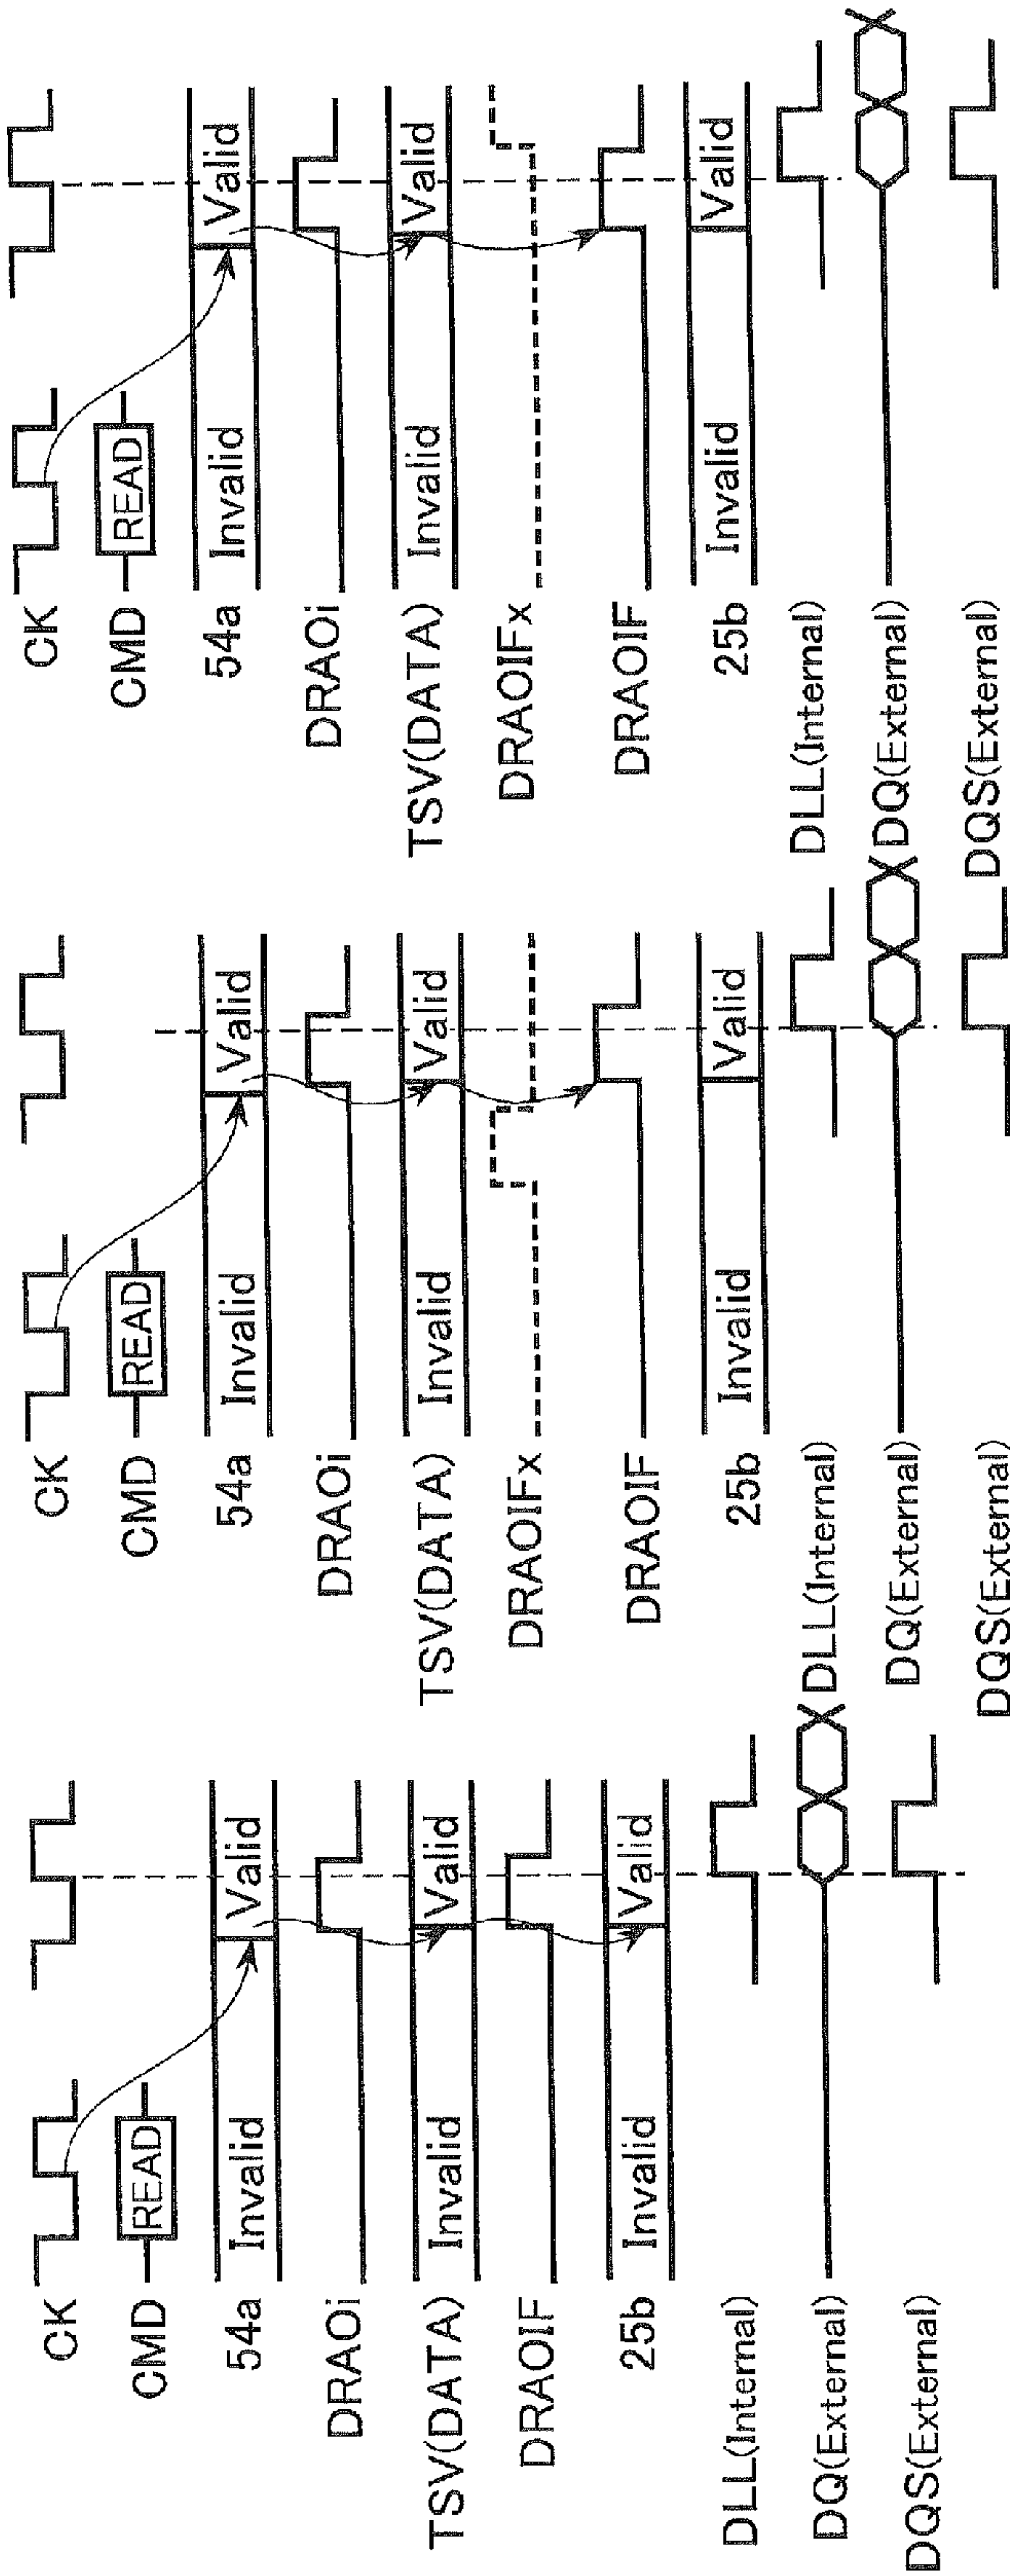 CK
CMD
READ
54a
Invalid
Valid
DRAOi
TSV(DATA)
Invalid
Valid
DRAOIF
25b
Invalid
Valid
DLL(Internal)
DQ(External)
DQS(External)
CK
CMD
READ
54a
Invalid
Valid
DRAOi
TSV(DATA)
Invalid
Valid
DRAOIFx
DRAOIF
25b
Invalid
Valid
DLL(Internal)
DQ(External)
DQS(External)
CK
CMD
READ
54a
Invalid
Valid
DRAOi
TSV(DATA)
Invalid
Valid
DRAOIFx
DRAOIF
25b
Invalid
Valid
DLL(Internal)
DQ(External)
DQS(External)